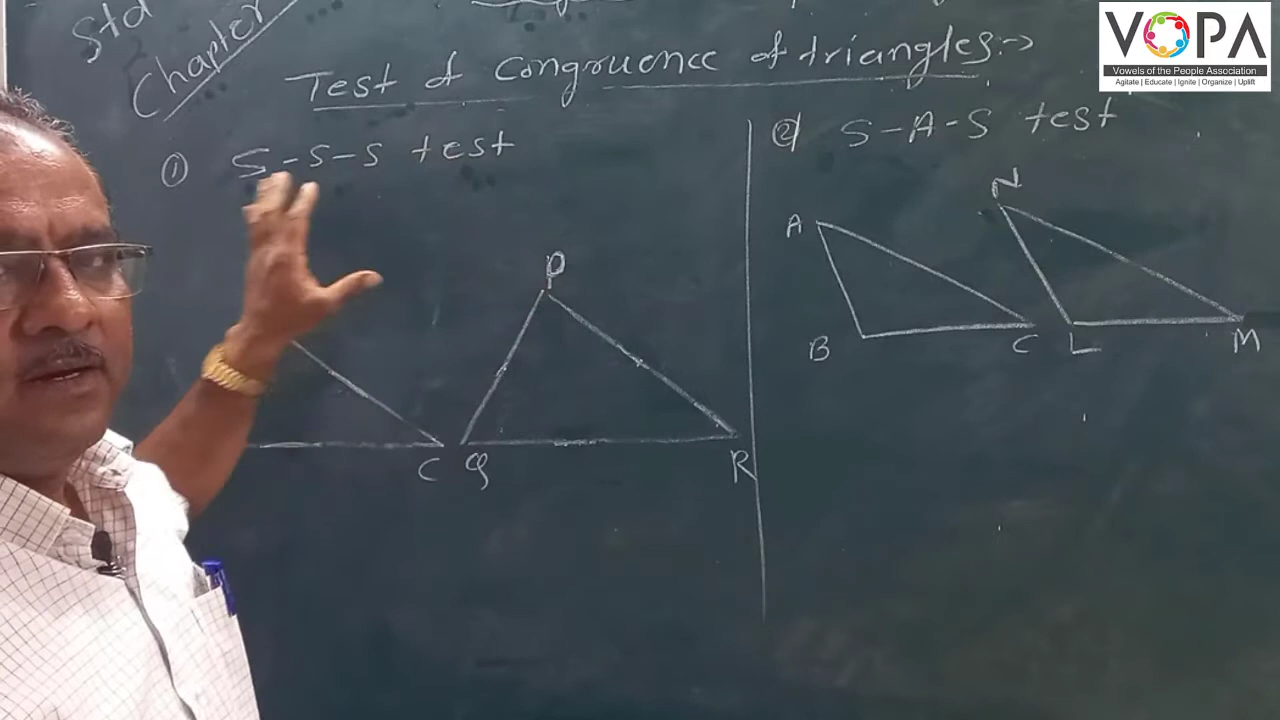 Std
Chapter
Test of congruence of triangles:→
① S-S-S test
P
C Q R
② S-A-S test
A N
B C L M
VOPA
Vowels of the People Association
Agitate | Educate | Ignite | Organize | Uplift